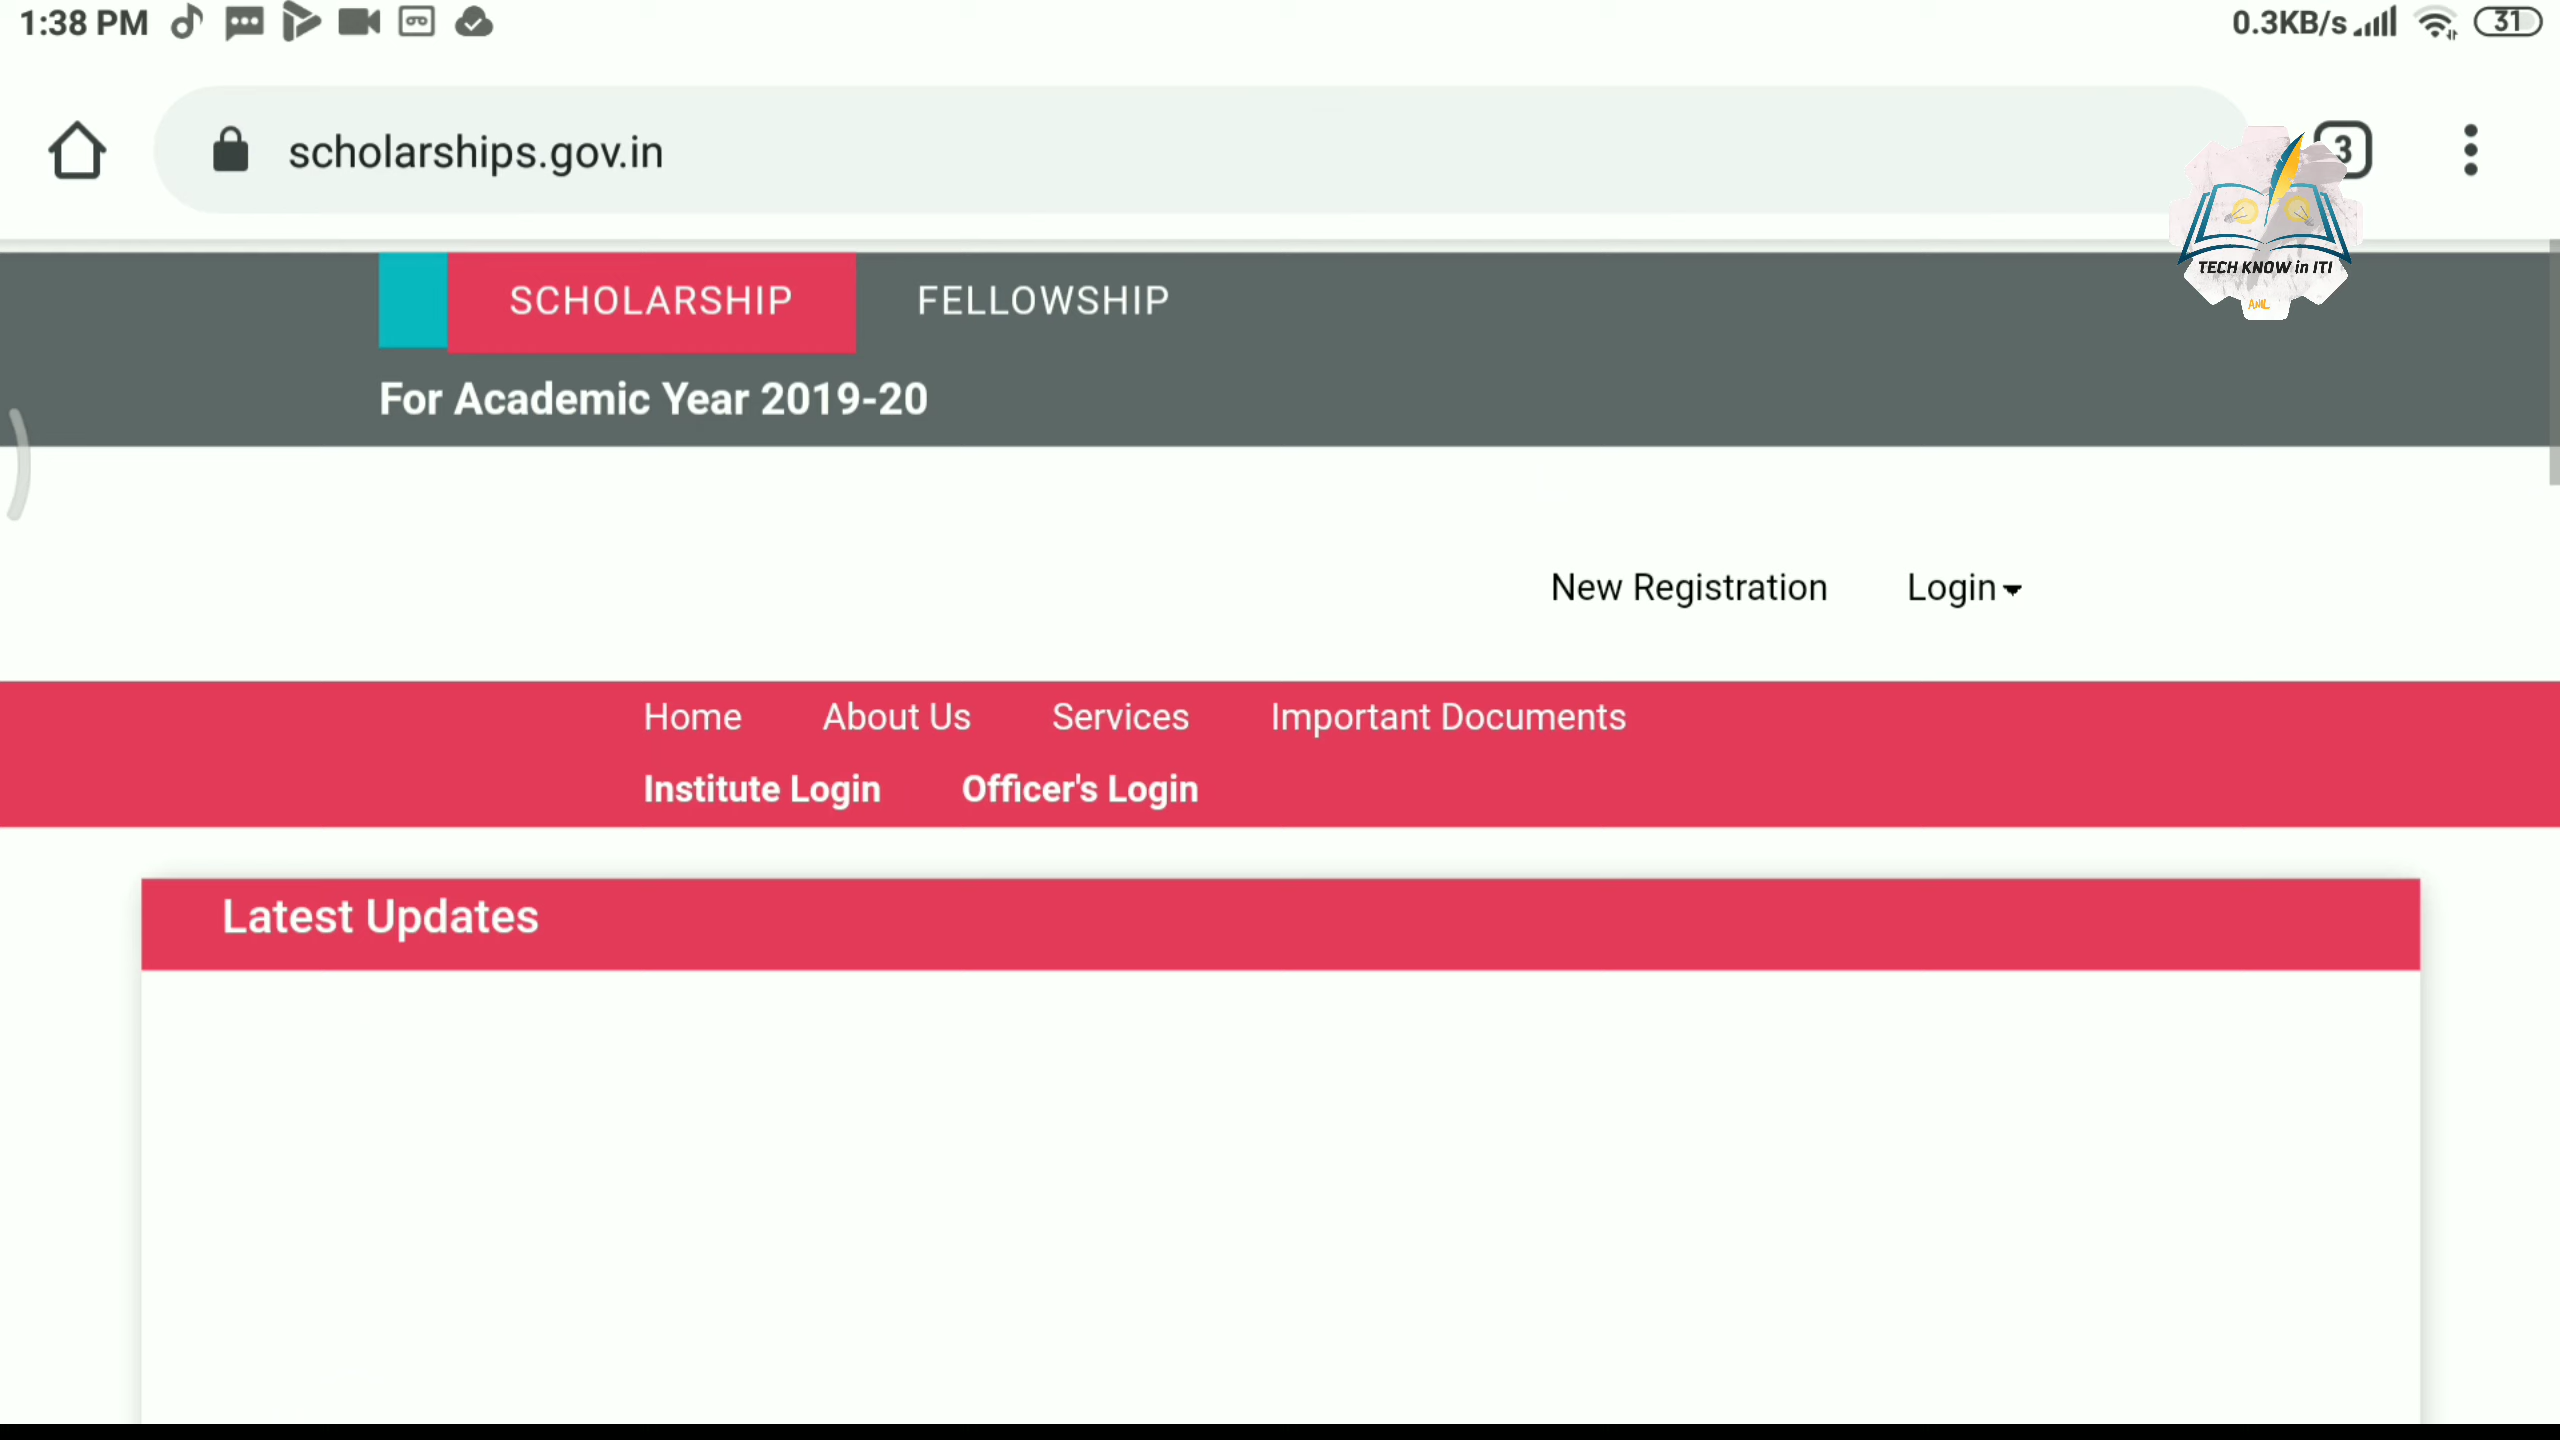 1:38 PM
0.3KB/s
31
scholarships.gov.in
3
TECH KNOW in ITI
ANIL
SCHOLARSHIP FELLOWSHIP
For Academic Year 2019-20
New Registration Login
Home About Us Services Important Documents
Institute Login Officer's Login
Latest Updates